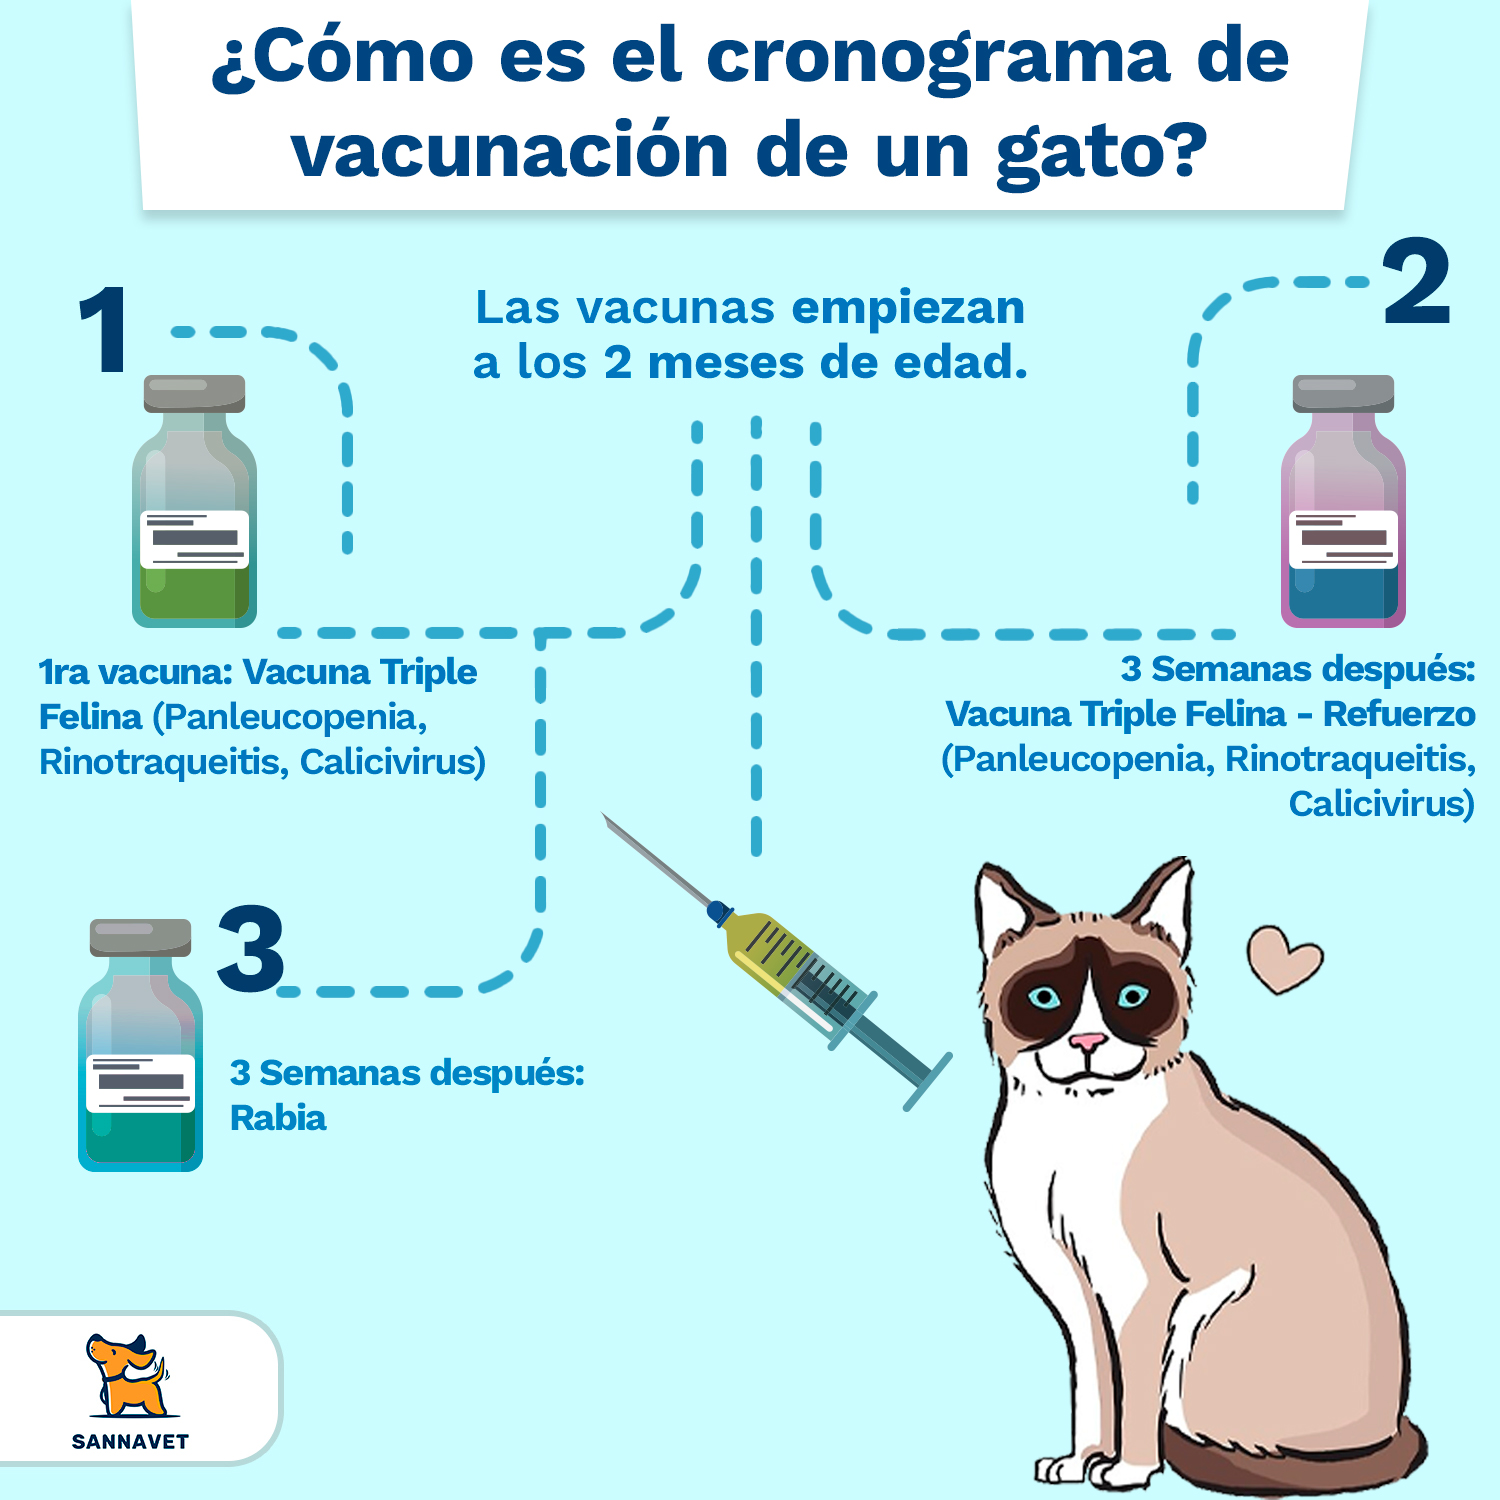 ¿Cómo es el cronograma de
vacunación de un gato?
1
2
Las vacunas empiezan
a los 2 meses de edad.
1ra vacuna: Vacuna Triple
Felina (Panleucopenia,
Rinotraqueitis, Calicivirus)
3 Semanas después:
Vacuna Triple Felina - Refuerzo
(Panleucopenia, Rinotraqueitis,
Calicivirus)
3
3 Semanas después:
Rabia
SANNAVET